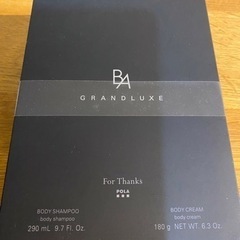 BA
GRANDLUXE
For Thanks
POLA
BODY SHAMPOO
body shampoo
290 mL 9.7 Fl. Oz.
BODY CREAM
body cream
180 g NET WT. 6.3 Oz.